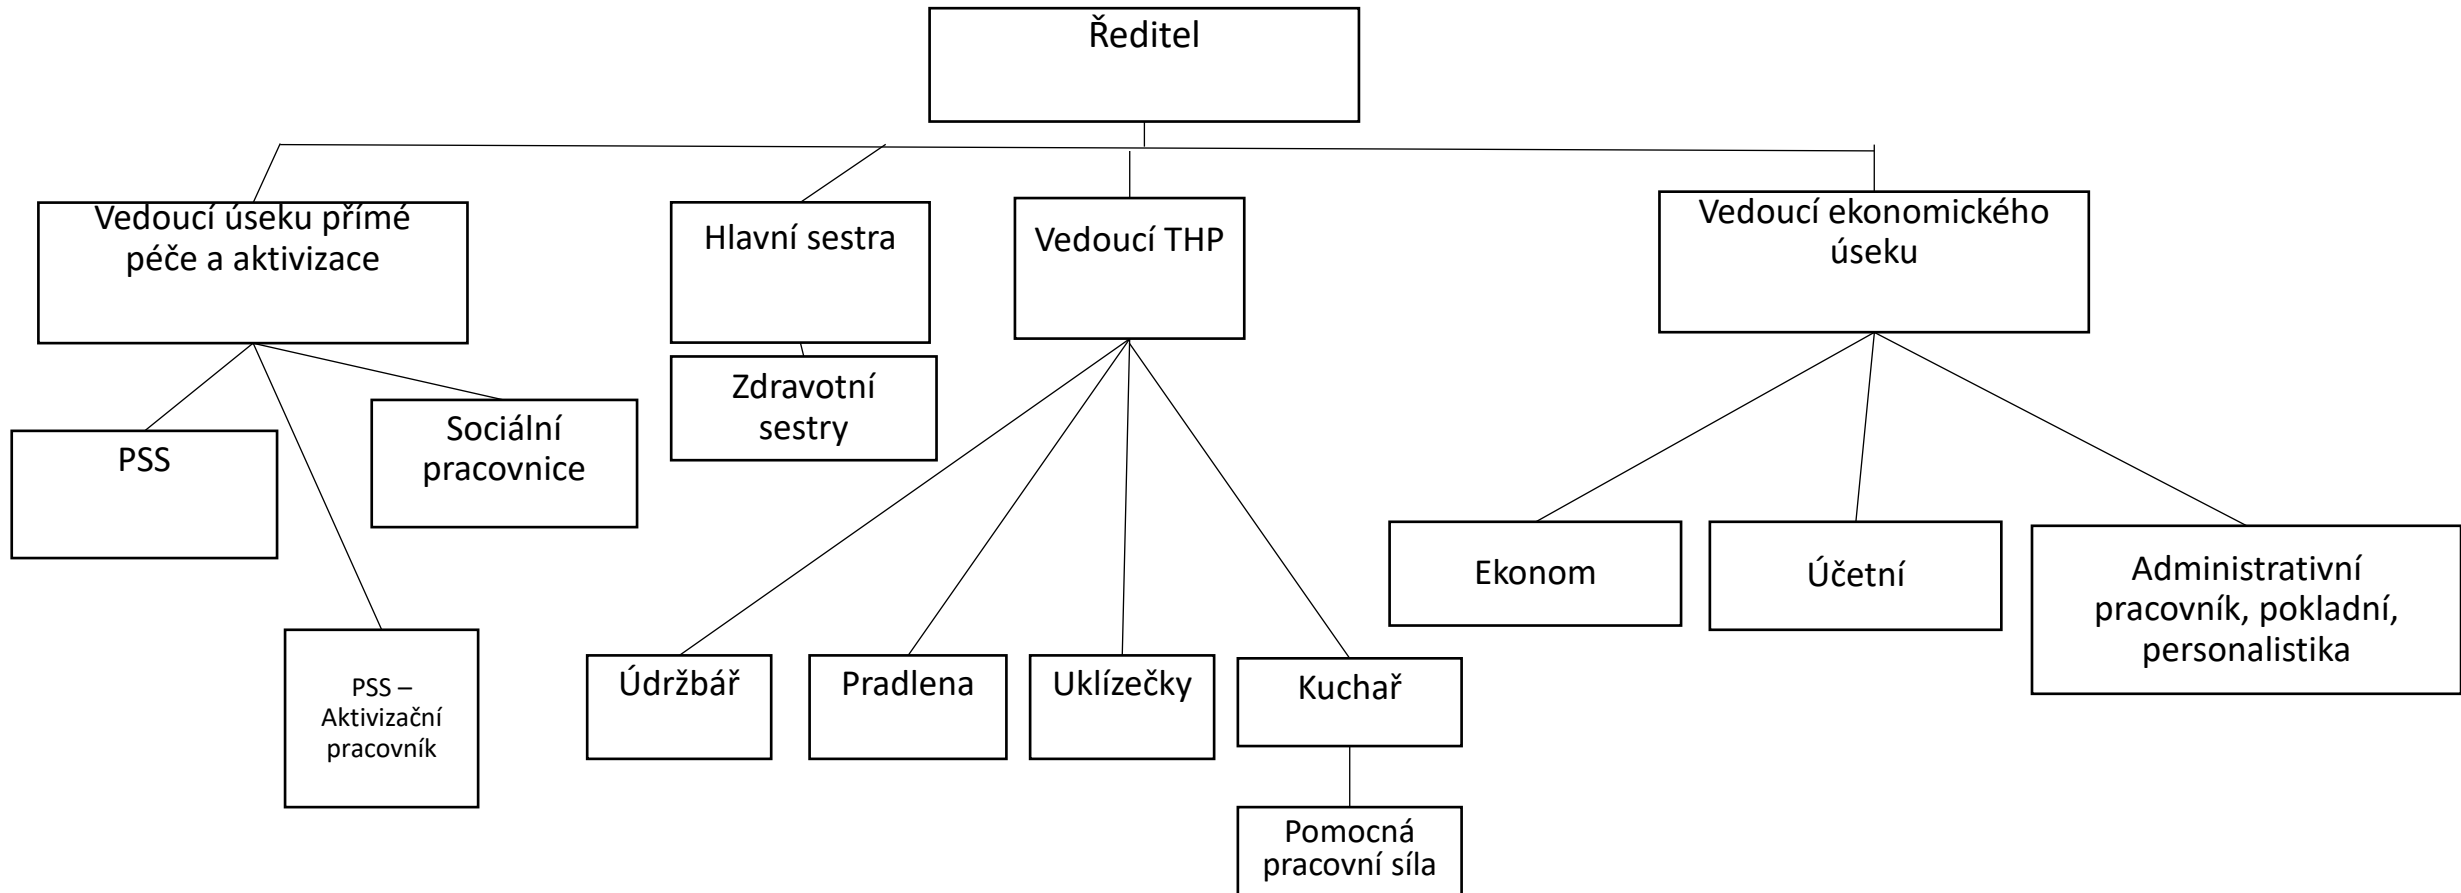 Ředitel
Vedoucí úseku přímé
péče a aktivizace
Hlavní sestra
Vedoucí THP
Vedoucí ekonomického
úseku
Zdravotní
sestry
Sociální
pracovnice
PSS
Ekonom
Účetní
Administrativní
pracovník, pokladní,
personalistika
PSS –
Aktivizační
pracovník
Údržbář
Pradlena
Uklízečky
Kuchař
Pomocná
pracovní síla